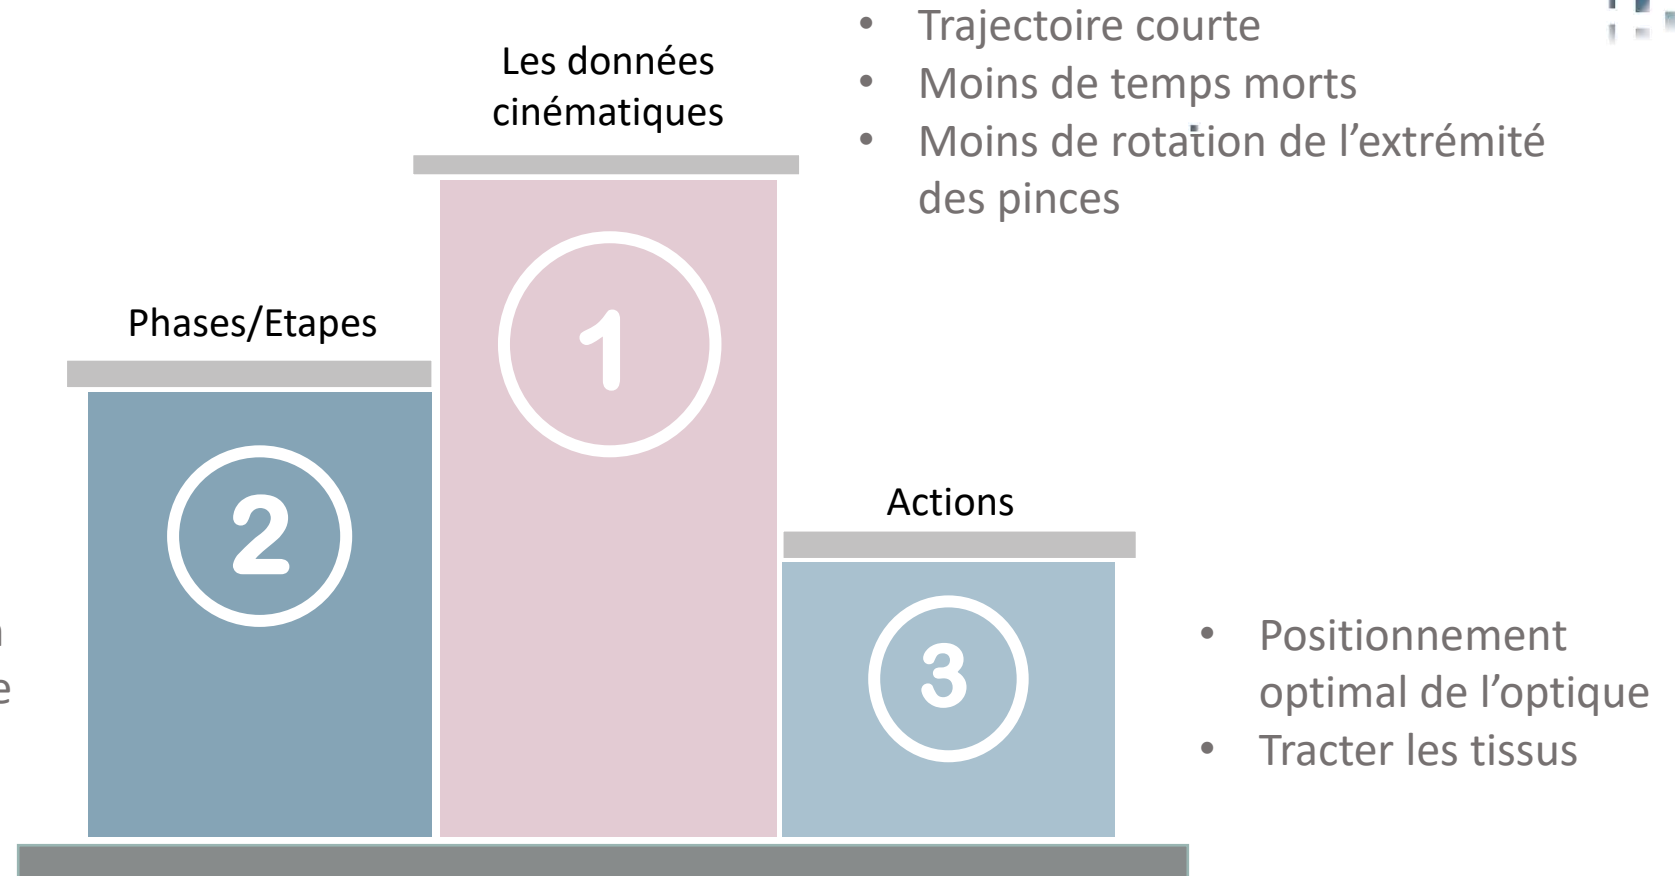 Les données
cinématiques
• Trajectoire courte
• Moins de temps morts
• Moins de rotation de l’extrémité
des pinces
Phases/Etapes
1
2
Actions
3
• Positionnement
optimal de l’optique
• Tracter les tissus